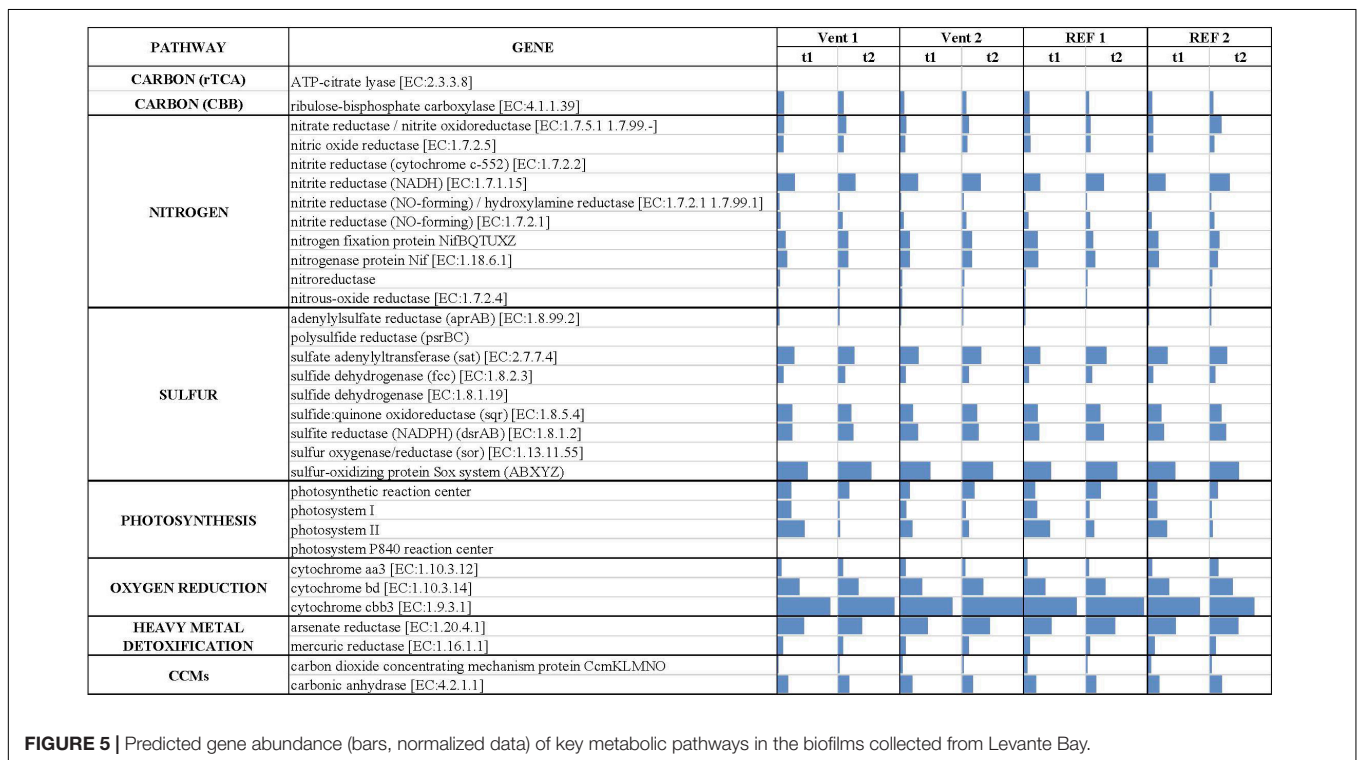 PATHWAY GENE Vent 1 Vent 2 REF 1 REF 2
t1 t2 t1 t2 t1 t2 t1 t2
CARBON (rTCA) ATP-citrate lyase [EC:2.3.3.8]
CARBON (CBB) ribulose-bisphosphate carboxylase [EC:4.1.1.39]
NITROGEN
nitrate reductase / nitrite oxidoreductase [EC:1.7.5.1 1.7.99.-]
nitric oxide reductase [EC:1.7.2.5]
nitrite reductase (cytochrome c-552) [EC:1.7.2.2]
nitrite reductase (NADH) [EC:1.7.1.15]
nitrite reductase (NO-forming) / hydroxylamine reductase [EC:1.7.2.1 1.7.99.1]
nitrite reductase (NO-forming) [EC:1.7.2.1]
nitrogen fixation protein NifBQTUXZ
nitrogenase protein Nif [EC:1.18.6.1]
nitroreductase
nitrous-oxide reductase [EC:1.7.2.4]
SULFUR
adenylylsulfate reductase (aprAB) [EC:1.8.99.2]
polysulfide reductase (psrBC)
sulfate adenylyltransferase (sat) [EC:2.7.7.4]
sulfide dehydrogenase (fcc) [EC:1.8.2.3]
sulfide dehydrogenase [EC:1.8.1.19]
sulfide:quinone oxidoreductase (sqr) [EC:1.8.5.4]
sulfite reductase (NADPH) (dsrAB) [EC:1.8.1.2]
sulfur oxygenase/reductase (sor) [EC:1.13.11.55]
sulfur-oxidizing protein Sox system (ABXYZ)
PHOTOSYNTHESIS
photosynthetic reaction center
photosystem I
photosystem II
photosystem P840 reaction center
OXYGEN REDUCTION
cytochrome aa3 [EC:1.10.3.12]
cytochrome bd [EC:1.10.3.14]
cytochrome cbb3 [EC:1.9.3.1]
HEAVY METAL
DETOXIFICATION
arsenate reductase [EC:1.20.4.1]
mercuric reductase [EC:1.16.1.1]
CCMs
carbon dioxide concentrating mechanism protein CcmKLMNO
carbonic anhydrase [EC:4.2.1.1]
FIGURE 5 | Predicted gene abundance (bars, normalized data) of key metabolic pathways in the biofilms collected from Levante Bay.